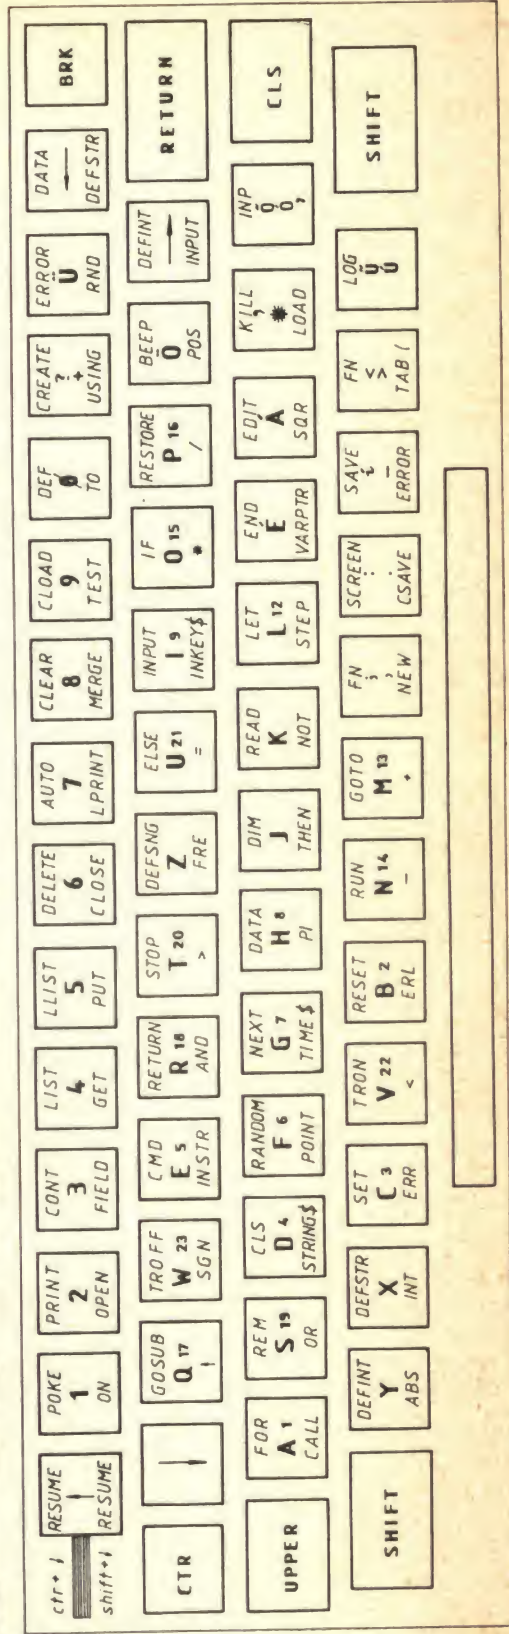 ctr+↓
shift+↓
RESUME
↑
RESUME
POKE
1
ON
PRINT
2
OPEN
CONT
3
FIELD
LIST
4
GET
LLIST
5
PUT
DELETE
6
CLOSE
AUTO
7
LPRINT
CLEAR
8
MERGE
CLOAD
9
TEST
DEF
0
TO
CREATE
?
+
USING
ERROR
Ü
RND
DATA
←
DEFSTR
BRK
CTR
↓
GOSUB
Q 17
↑
TROFF
W 23
SGN
CMD
E 5
INSTR
RETURN
R 18
AND
STOP
T 20
>
DEFSNG
Z
FRE
ELSE
U 21
=
INPUT
I 9
INKEY$
IF
O 15
*
RESTORE
P 16
/
BEEP
Ó
POS
DEFINT
→
INPUT
RETURN
UPPER
FOR
A 1
CALL
REM
S 19
OR
CLS
D 4
STRING$
RANDOM
F 6
POINT
NEXT
G 7
TIME$
DATA
H 8
PI
DIM
J
THEN
READ
K
NOT
LET
L 12
STEP
END
É
VARPTR
EDIT
Á
SQR
KILL
,
*
LOAD
INP
CLS
SHIFT
DEFINT
Y
ABS
DEFSTR
X
INT
SET
C 3
ERR
TRON
V 22
<
RESET
B 2
ERL
RUN
N 14
-
GOTO
M 13
+
FN
;
,
NEW
SCREEN
:
.
CSAVE
SAVE
-
ERROR
FN
TAB (
LOG
SHIFT